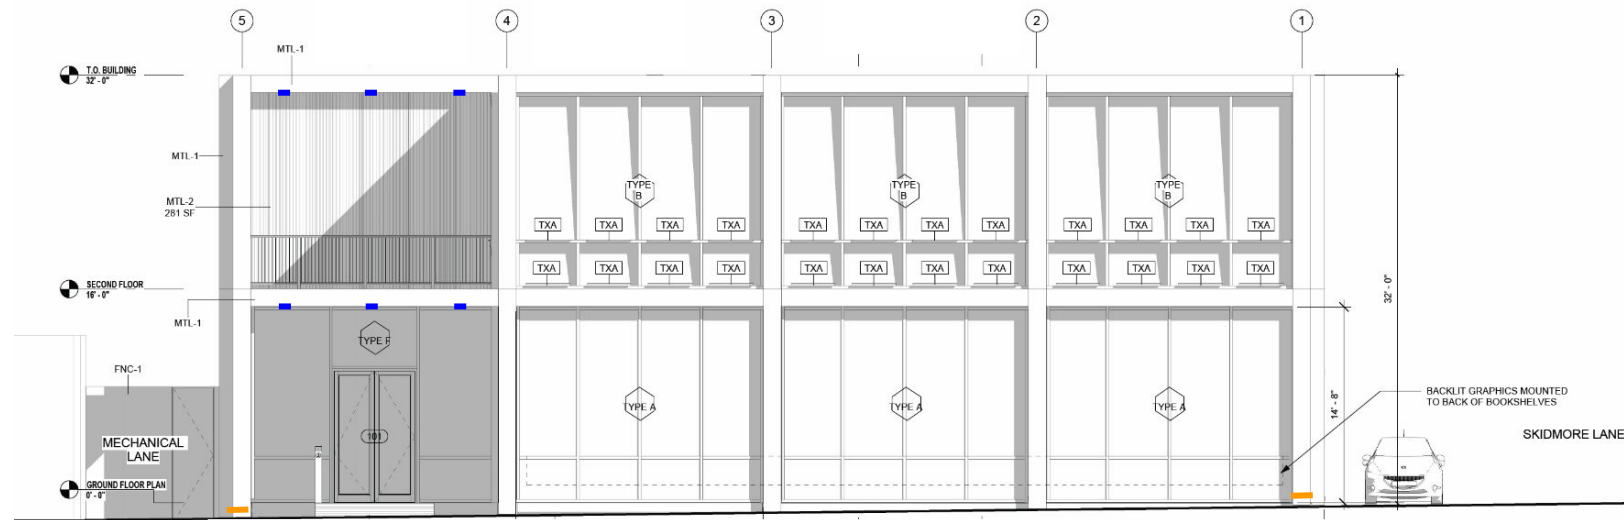 5
4
3
2
1
MTL-1
T.O. BUILDING
32' - 0"
MTL-1
MTL-2
281 SF
TYPE
B
TYPE
B
TYPE
B
TXA TXA TXA TXA TXA TXA TXA TXA TXA TXA TXA TXA
TXA TXA TXA TXA TXA TXA TXA TXA TXA TXA TXA TXA
SECOND FLOOR
16' - 0"
32' - 0"
MTL-1
TYPE F
FNC-1
TYPE A
TYPE A
TYPE A
14' - 8"
BACKLIT GRAPHICS MOUNTED
TO BACK OF BOOKSHELVES
101
MECHANICAL
LANE
SKIDMORE LANE
GROUND FLOOR PLAN
0' - 0"